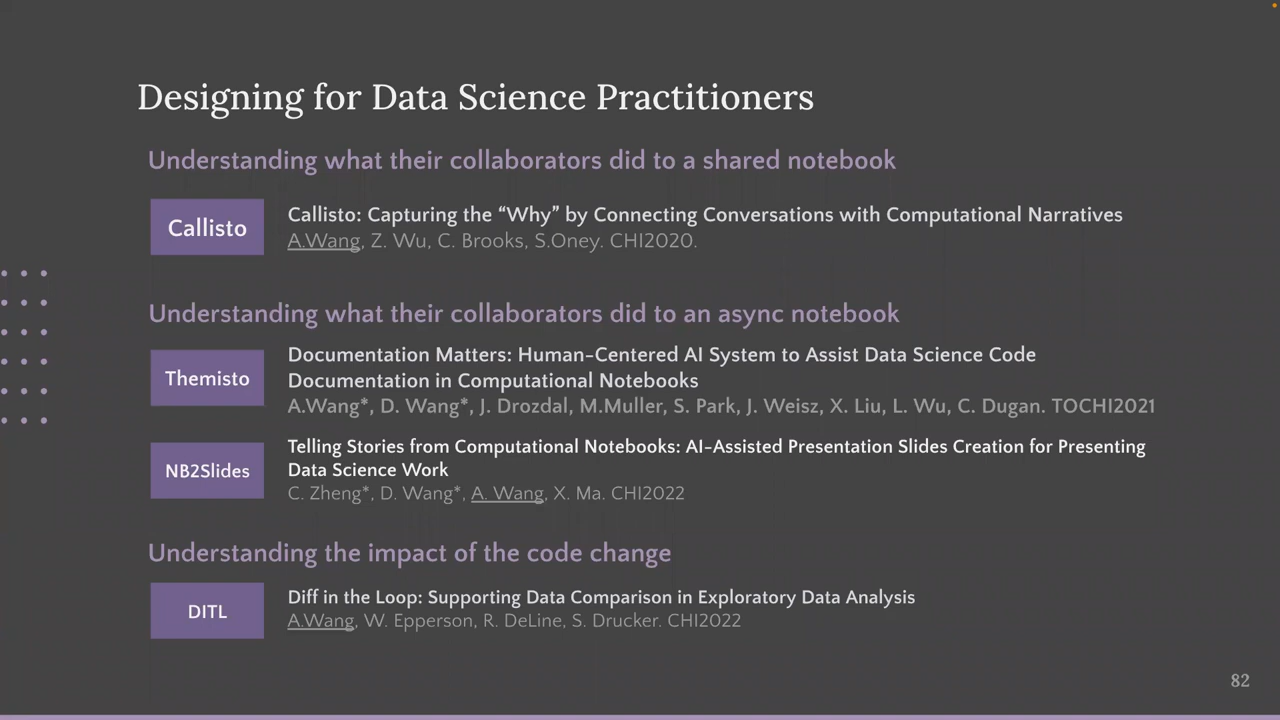 Designing for Data Science Practitioners
Understanding what their collaborators did to a shared notebook
Callisto
Callisto: Capturing the “Why” by Connecting Conversations with Computational Narratives
A.Wang, Z. Wu, C. Brooks, S.Oney. CHI2020.
Understanding what their collaborators did to an async notebook
Themisto
Documentation Matters: Human-Centered AI System to Assist Data Science Code
Documentation in Computational Notebooks
A.Wang*, D. Wang*, J. Drozdal, M.Muller, S. Park, J. Weisz, X. Liu, L. Wu, C. Dugan. TOCHI2021
NB2Slides
Telling Stories from Computational Notebooks: AI-Assisted Presentation Slides Creation for Presenting
Data Science Work
C. Zheng*, D. Wang*, A. Wang, X. Ma. CHI2022
Understanding the impact of the code change
DITL
Diff in the Loop: Supporting Data Comparison in Exploratory Data Analysis
A.Wang, W. Epperson, R. DeLine, S. Drucker. CHI2022
82